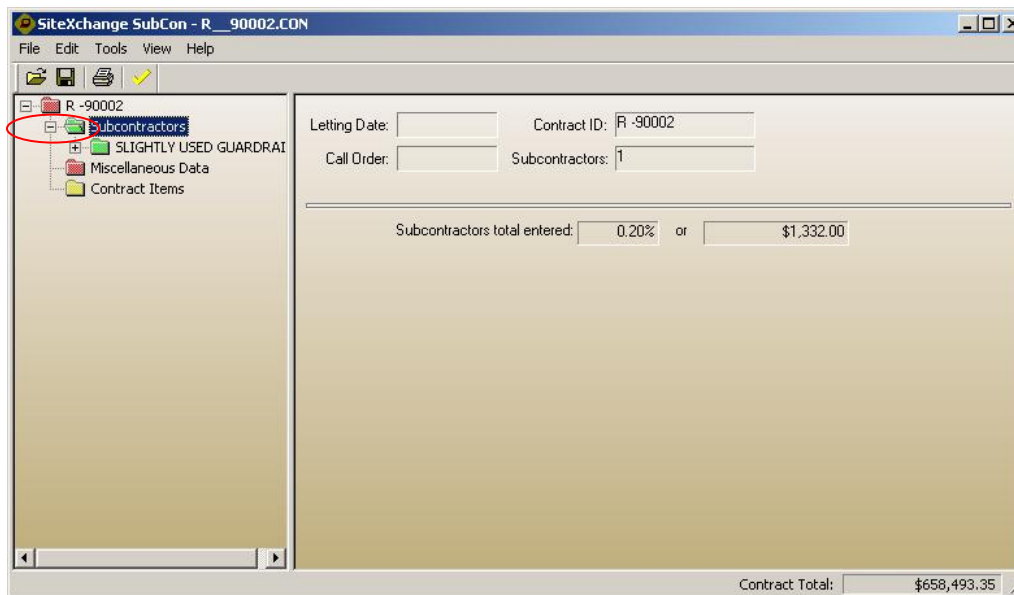 SiteXchange SubCon - R__90002.CON
File Edit Tools View Help
R -90002
Subcontractors
SLIGHTLY USED GUARDRAI
Miscellaneous Data
Contract Items
Letting Date: Contract ID: R -90002
Call Order: Subcontractors: 1
Subcontractors total entered: 0.20% or $1,332.00
Contract Total: $658,493.35